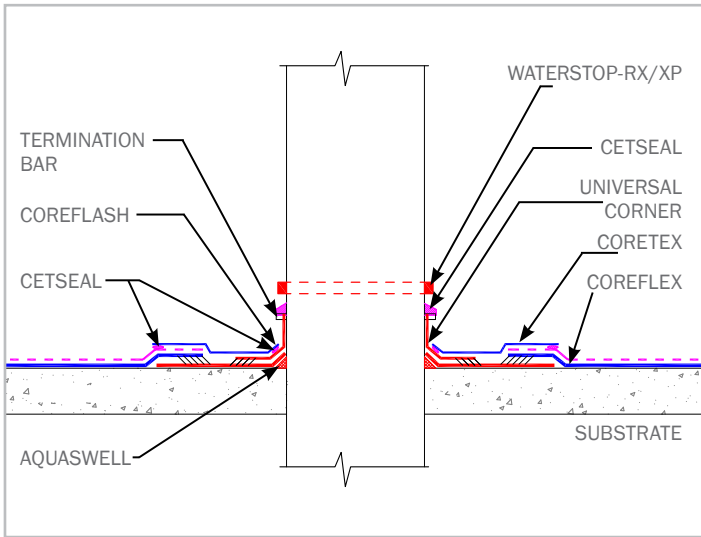 TERMINATION
BAR
COREFLASH
CETSEAL
AQUASWELL
WATERSTOP-RX/XP
CETSEAL
UNIVERSAL
CORNER
CORETEX
COREFLEX
SUBSTRATE